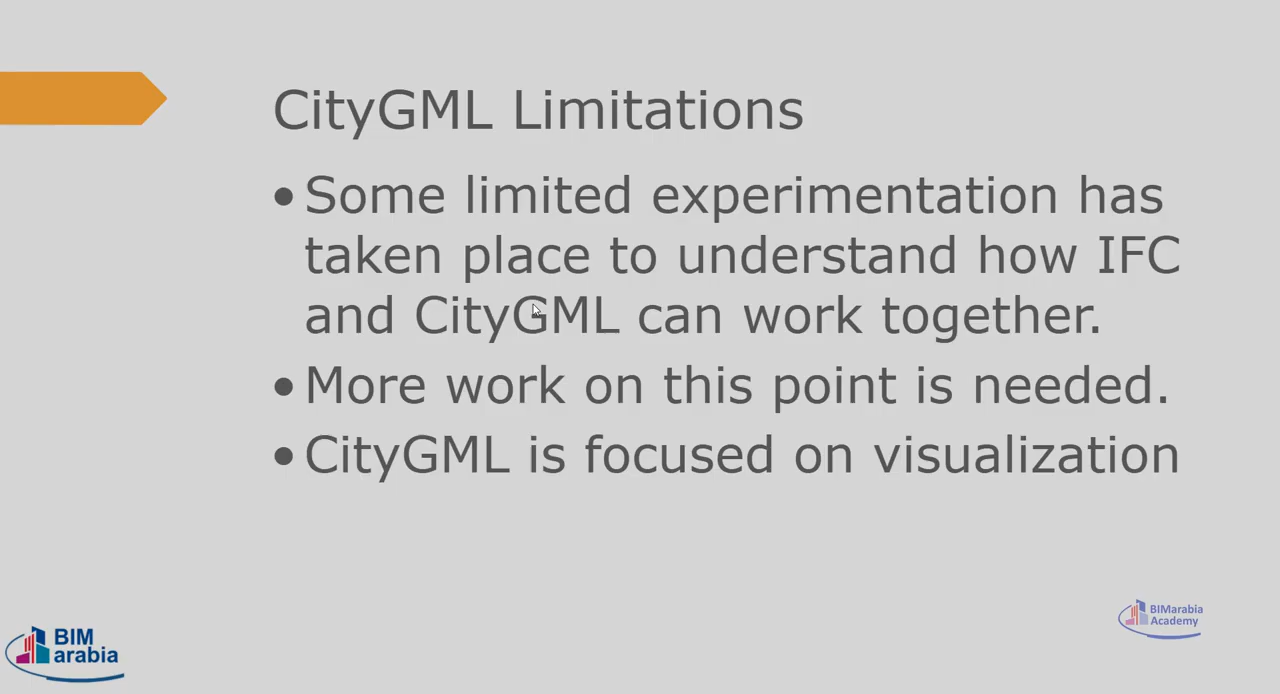 CityGML Limitations
•Some limited experimentation has
taken place to understand how IFC
and CityGML can work together.
•More work on this point is needed.
•CityGML is focused on visualization
BIMarabia
Academy
BIM
arabia